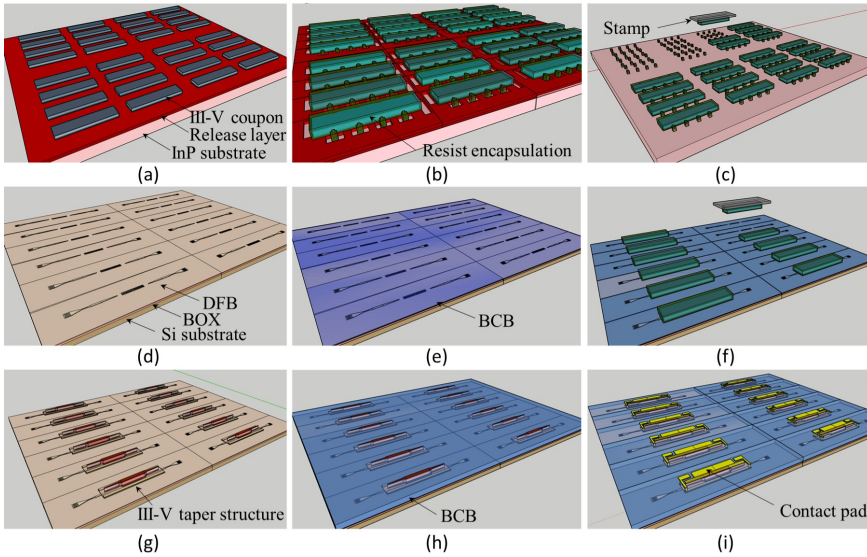 III-V coupon
Release layer
InP substrate
(a)
Resist encapsulation
(b)
Stamp
(c)
DFB
BOX
Si substrate
(d)
BCB
(e)
(f)
III-V taper structure
(g)
BCB
(h)
Contact pad
(i)